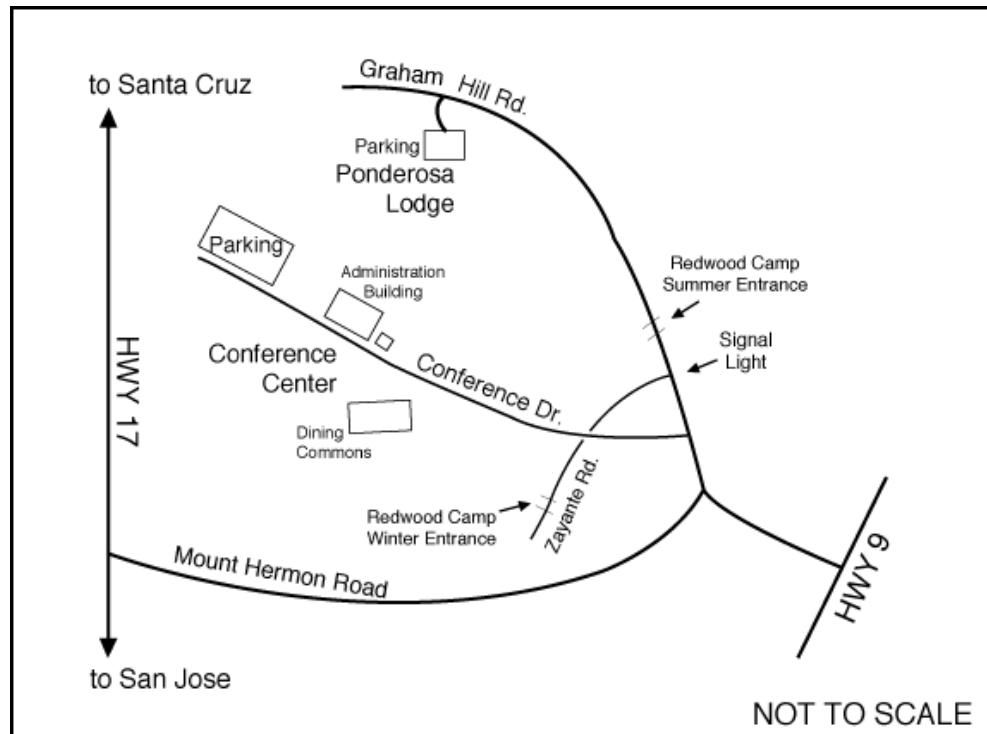 to Santa Cruz
Graham Hill Rd.
Parking
Ponderosa
Lodge
Parking
Administration
Building
Redwood Camp
Summer Entrance
Signal
Light
HWY 17
Conference
Center
Conference Dr.
Dining
Commons
Redwood Camp
Winter Entrance
Zayante Rd.
Mount Hermon Road
HWY 9
to San Jose
NOT TO SCALE